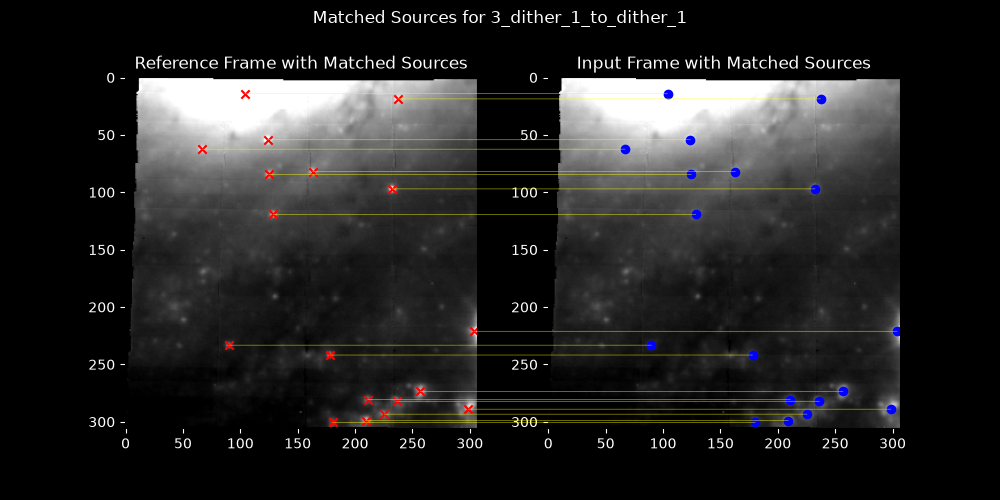 Matched Sources for 3_dither_1_to_dither_1
Reference Frame with Matched Sources
Input Frame with Matched Sources
0
50
100
150
200
250
300
0 50 100 150 200 250 300
0
50
100
150
200
250
300
0 50 100 150 200 250 300